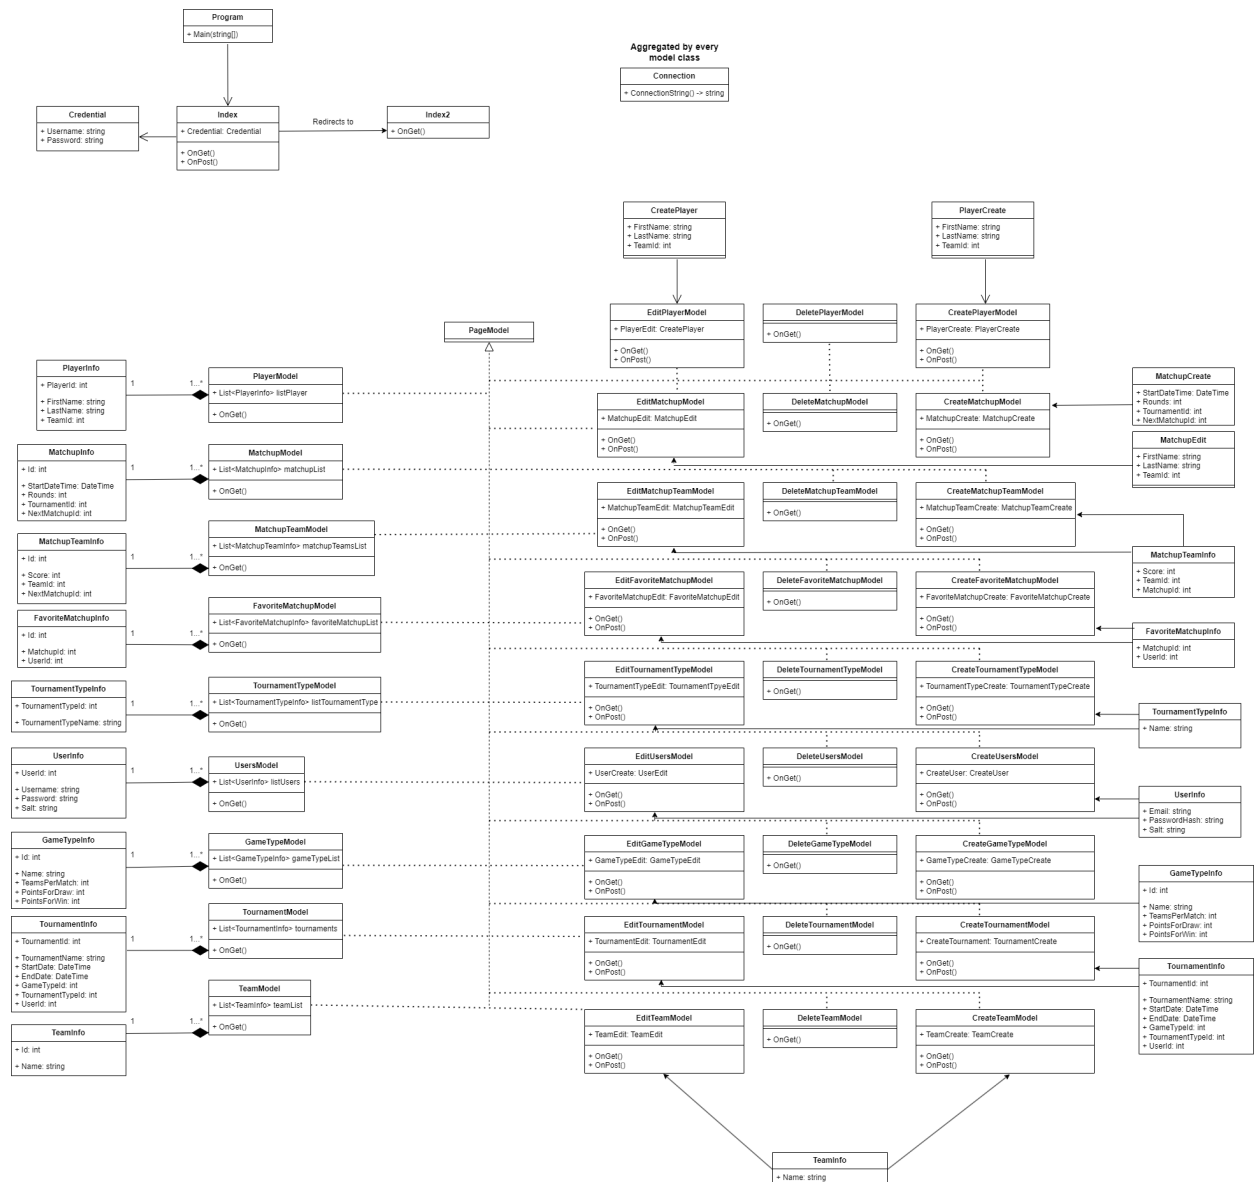 Program
+ Main(string[])
Aggregated by every
model class
Connection
+ ConnectionString() -> string
Credential
+ Username: string
+ Password: string
Index
+ Credential: Credential
+ OnGet()
+ OnPost()
Redirects to
Index2
+ OnGet()
CreatePlayer
+ FirstName: string
+ LastName: string
+ TeamId: int
PlayerCreate
+ FirstName: string
+ LastName: string
+ TeamId: int
PageModel
EditPlayerModel
+ PlayerEdit: CreatePlayer
+ OnGet()
+ OnPost()
DeletePlayerModel
+ OnGet()
CreatePlayerModel
+ PlayerCreate: PlayerCreate
+ OnGet()
+ OnPost()
PlayerInfo
+ PlayerId: int
+ FirstName: string
+ LastName: string
+ TeamId: int
1
1...*
PlayerModel
+ List<PlayerInfo> listPlayer
+ OnGet()
EditMatchupModel
+ MatchupEdit: MatchupEdit
+ OnGet()
+ OnPost()
DeleteMatchupModel
+ OnGet()
CreateMatchupModel
+ MatchupCreate: MatchupCreate
+ OnGet()
+ OnPost()
MatchupCreate
+ StartDateTime: DateTime
+ Rounds: int
+ TournamentId: int
+ NextMatchupId: int
MatchupEdit
+ FirstName: string
+ LastName: string
+ TeamId: int
MatchupInfo
+ Id: int
+ StartDateTime: DateTime
+ Rounds: int
+ TournamentId: int
+ NextMatchupId: int
1
1...*
MatchupModel
+ List<MatchupInfo> matchupList
+ OnGet()
EditMatchupTeamModel
+ MatchupTeamEdit: MatchupTeamEdit
+ OnGet()
+ OnPost()
DeleteMatchupTeamModel
+ OnGet()
CreateMatchupTeamModel
+ MatchupTeamCreate: MatchupTeamCreate
+ OnGet()
+ OnPost()
MatchupTeamInfo
+ Score: int
+ TeamId: int
+ MatchupId: int
MatchupTeamInfo
+ Id: int
+ Score: int
+ TeamId: int
+ NextMatchupId: int
1
1...*
MatchupTeamModel
+ List<MatchupTeamInfo> matchupTeamsList
+ OnGet()
EditFavoriteMatchupModel
+ FavoriteMatchupEdit: FavoriteMatchupEdit
+ OnGet()
+ OnPost()
DeleteFavoriteMatchupModel
+ OnGet()
CreateFavoriteMatchupModel
+ FavoriteMatchupCreate: FavoriteMatchupCreate
+ OnGet()
+ OnPost()
FavoriteMatchupInfo
+ MatchupId: int
+ UserId: int
FavoriteMatchupInfo
+ Id: int
+ MatchupId: int
+ UserId: int
1
1...*
FavoriteMatchupModel
+ List<FavoriteMatchupInfo> favoriteMatchupList
+ OnGet()
EditTournamentTypeModel
+ TournamentTypeEdit: TournamentTpyeEdit
+ OnGet()
+ OnPost()
DeleteTournamentTypeModel
+ OnGet()
CreateTournamentTypeModel
+ TournamentTypeCreate: TournamentTypeCreate
+ OnGet()
+ OnPost()
TournamentTypeInfo
+ Name: string
TournamentTypeInfo
+ TournamentTypeId: int
+ TournamentTypeName: string
1
1...*
TournamentTypeModel
+ List<TournamentTypeInfo> listTournamentType
+ OnGet()
EditUsersModel
+ UserCreate: UserEdit
+ OnGet()
+ OnPost()
DeleteUsersModel
+ OnGet()
CreateUsersModel
+ CreateUser: CreateUser
+ OnGet()
+ OnPost()
UserInfo
+ Email: string
+ PasswordHash: string
+ Salt: string
UserInfo
+ UserId: int
+ Username: string
+ Password: string
+ Salt: string
1
1...*
UsersModel
+ List<UserInfo> listUsers
+ OnGet()
EditGameTypeModel
+ GameTypeEdit: GameTypeEdit
+ OnGet()
+ OnPost()
DeleteGameTypeModel
+ OnGet()
CreateGameTypeModel
+ GameTypeCreate: GameTypeCreate
+ OnGet()
+ OnPost()
GameTypeInfo
+ Id: int
+ Name: string
+ TeamsPerMatch: int
+ PointsForDraw: int
+ PointsForWin: int
GameTypeInfo
+ Id: int
+ Name: string
+ TeamsPerMatch: int
+ PointsForDraw: int
+ PointsForWin: int
1
1...*
GameTypeModel
+ List<GameTypeInfo> gameTypeList
+ OnGet()
EditTournamentModel
+ TournamentEdit: TournamentEdit
+ OnGet()
+ OnPost()
DeleteTournamentModel
+ OnGet()
CreateTournamentModel
+ CreateTournament: TournamentCreate
+ OnGet()
+ OnPost()
TournamentInfo
+ TournamentId: int
+ TournamentName: string
+ StartDate: DateTime
+ EndDate: DateTime
+ GameTypeId: int
+ TournamentTypeId: int
+ UserId: int
TournamentInfo
+ TournamentId: int
+ TournamentName: string
+ StartDate: DateTime
+ EndDate: DateTime
+ GameTypeId: int
+ TournamentTypeId: int
+ UserId: int
1
1...*
TournamentModel
+ List<TournamentInfo> tournaments
+ OnGet()
TeamInfo
+ Id: int
+ Name: string
1
1...*
TeamModel
+ List<TeamInfo> teamList
+ OnGet()
EditTeamModel
+ TeamEdit: TeamEdit
+ OnGet()
+ OnPost()
DeleteTeamModel
+ OnGet()
CreateTeamModel
+ TeamCreate: TeamCreate
+ OnGet()
+ OnPost()
TeamInfo
+ Name: string